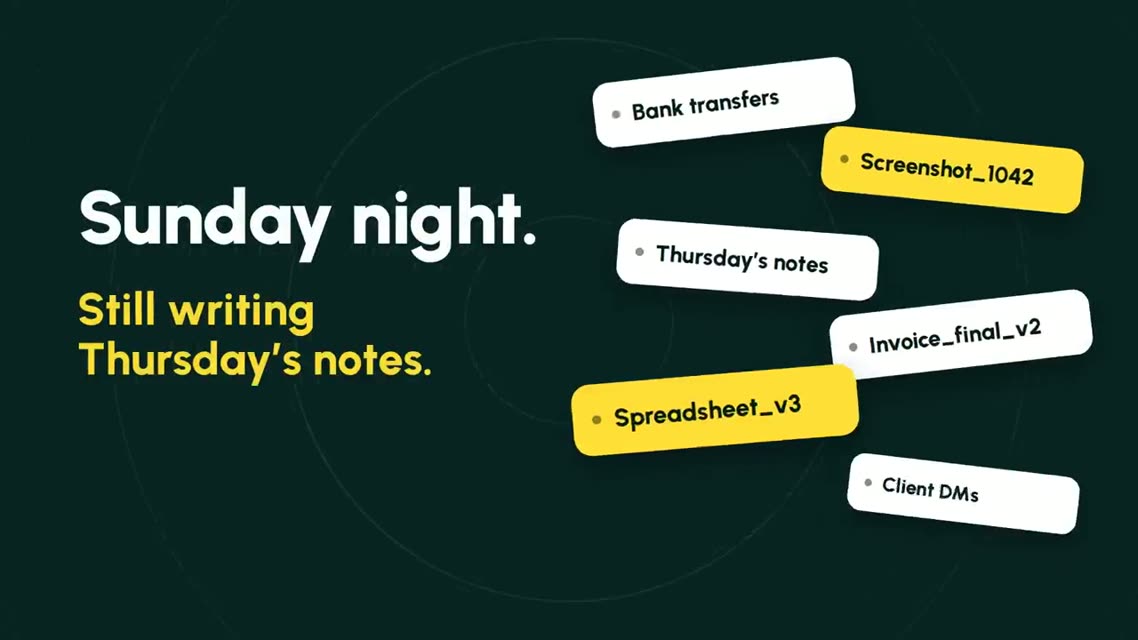 Sunday night.
Still writing
Thursday’s notes.
Bank transfers
Screenshot_1042
Thursday’s notes
Invoice_final_v2
Spreadsheet_v3
Client DMs